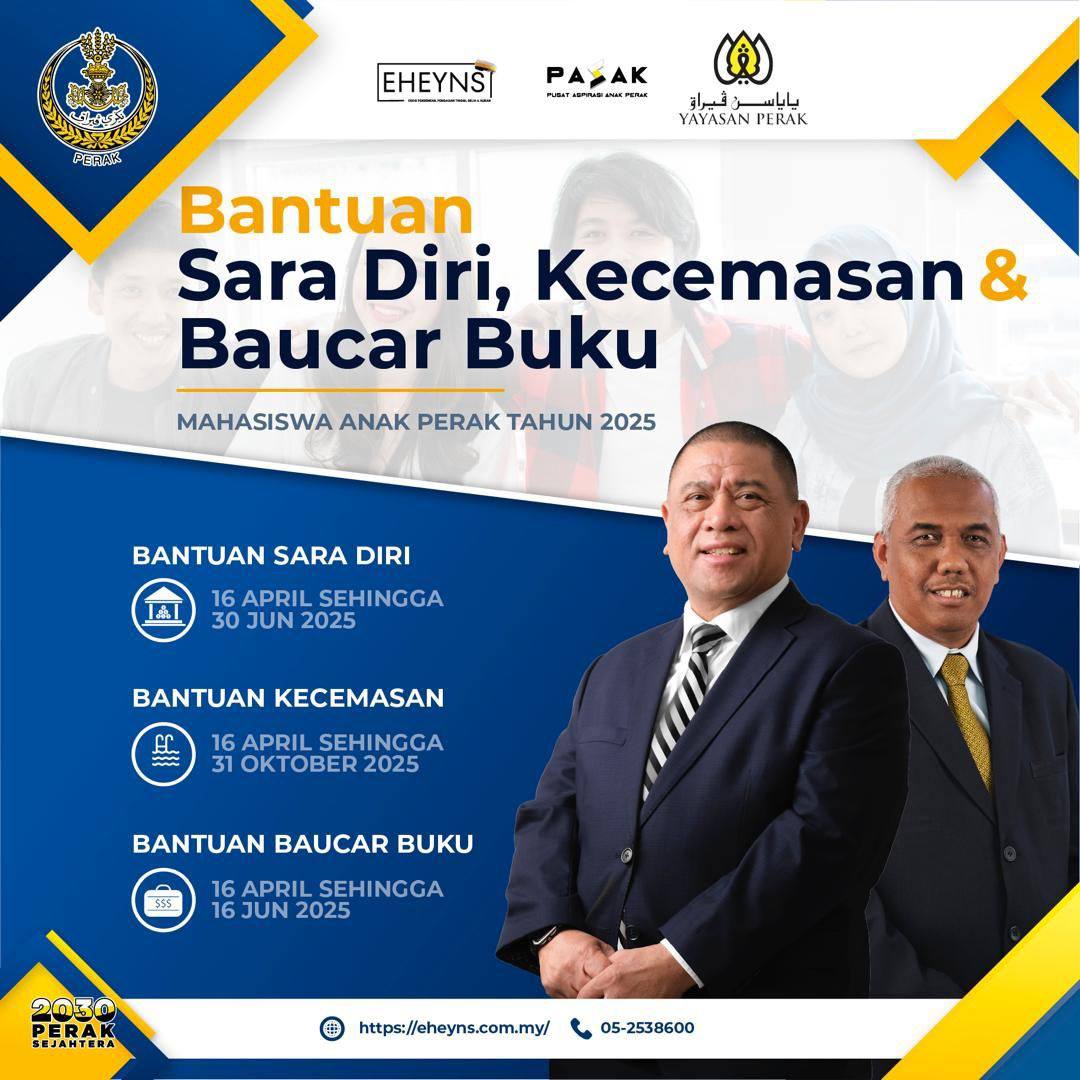 PERAK
EHEYNS
PASAK
PUSAT ASPIRASI ANAK PERAK
ياياسن ڤيراق
YAYASAN PERAK
Bantuan
Sara Diri, Kecemasan &
Baucar Buku
MAHASISWA ANAK PERAK TAHUN 2025
BANTUAN SARA DIRI
16 APRIL SEHINGGA
30 JUN 2025
BANTUAN KECEMASAN
16 APRIL SEHINGGA
31 OKTOBER 2025
BANTUAN BAUCAR BUKU
$$$
16 APRIL SEHINGGA
16 JUN 2025
2030
PERAK
SEJAHTERA
https://eheyns.com.my/
05-2538600